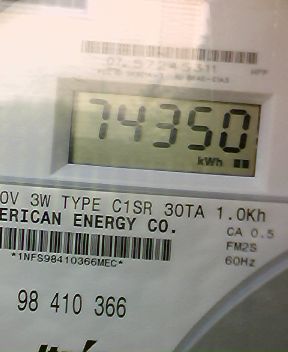 74350
kWh
0V 3W TYPE C1SR 30TA 1.0Kh
ERICAN ENERGY CO.
CA 0.5
FM2S
*1NFS98410366MEC*
60Hz
98 410 366